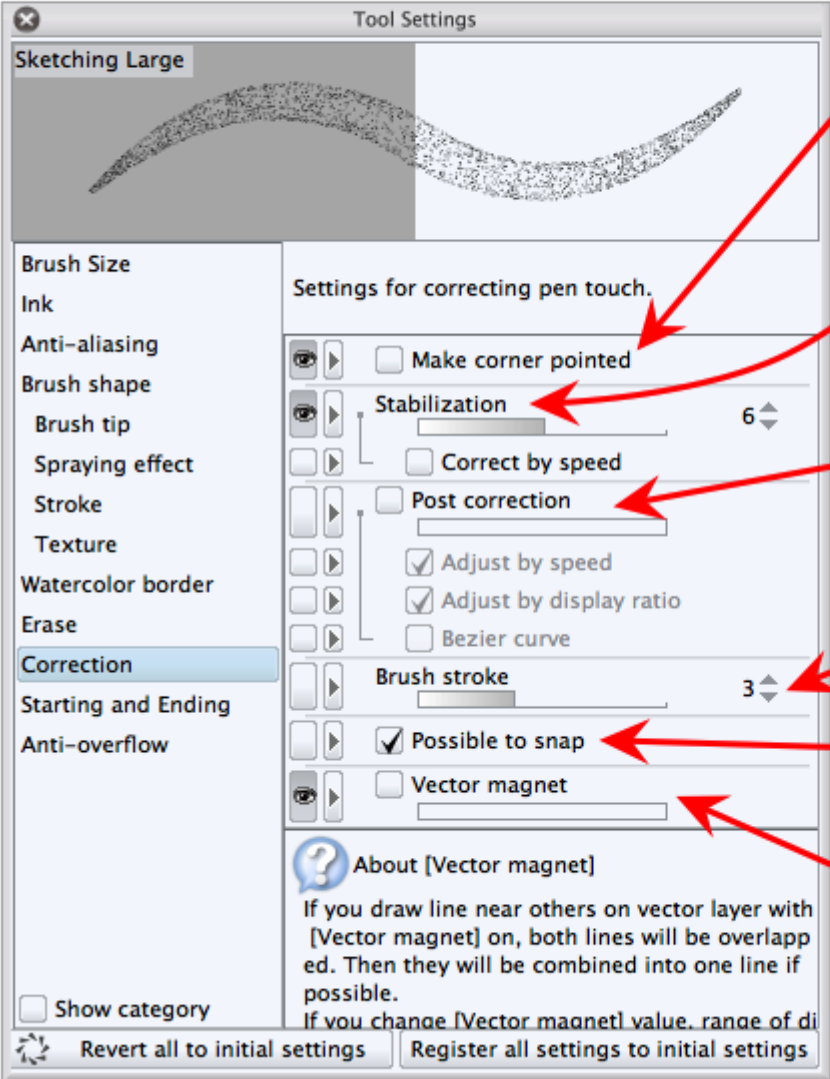 Tool Settings
Sketching Large
Brush Size
Ink
Anti-aliasing
Brush shape
Brush tip
Spraying effect
Stroke
Texture
Watercolor border
Erase
Correction
Starting and Ending
Anti-overflow
Show category
Settings for correcting pen touch.
Make corner pointed
Stabilization 6
Correct by speed
Post correction
Adjust by speed
Adjust by display ratio
Bezier curve
Brush stroke 3
Possible to snap
Vector magnet
About [Vector magnet]
If you draw line near others on vector layer with
[Vector magnet] on, both lines will be overlapp
ed. Then they will be combined into one line if
possible.
If you change [Vector magnet] value, range of di
Revert all to initial settings
Register all settings to initial settings